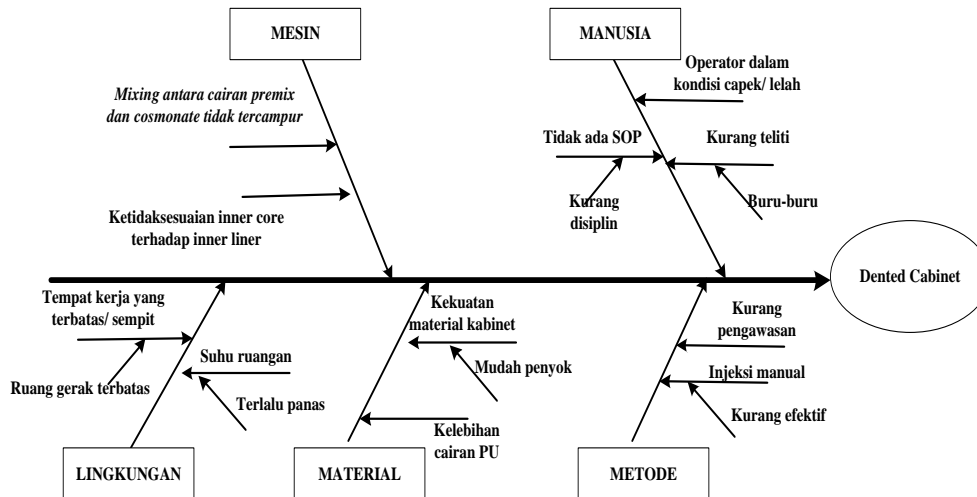 MESIN
MANUSIA
Mixing antara cairan premix
dan cosmonate tidak tercampur
Ketidaksesuaian inner core
terhadap inner liner
Operator dalam
kondisi capek/ lelah
Tidak ada SOP
Kurang teliti
Kurang
disiplin
Buru-buru
Dented Cabinet
Tempat kerja yang
terbatas/ sempit
Ruang gerak terbatas
Suhu ruangan
Terlalu panas
Kekuatan
material kabinet
Mudah penyok
Kelebihan
cairan PU
Kurang
pengawasan
Injeksi manual
Kurang efektif
LINGKUNGAN
MATERIAL
METODE